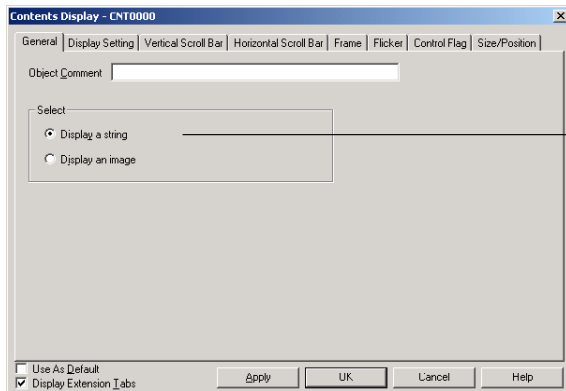 Contents Display - CNT0000
General Display Setting Vertical Scroll Bar Horizontal Scroll Bar Frame Flicker Control Flag Size/Position
Object Comment
Select
Display a string
Display an image
Use As Default
Display Extension Tabs
Apply OK Cancel Help